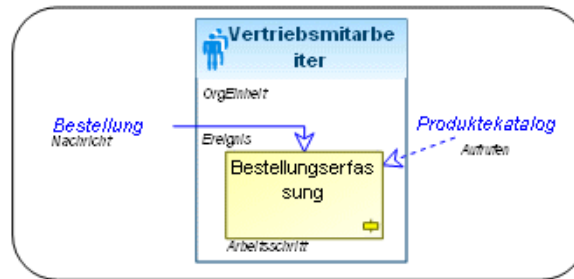 Vertriebsmitarbe
iter
OrgEinheit
Bestellung
Nachricht
Ereignis
Produktekatalog
Aufrufen
Bestellungserfas
sung
Arbeitsschritt